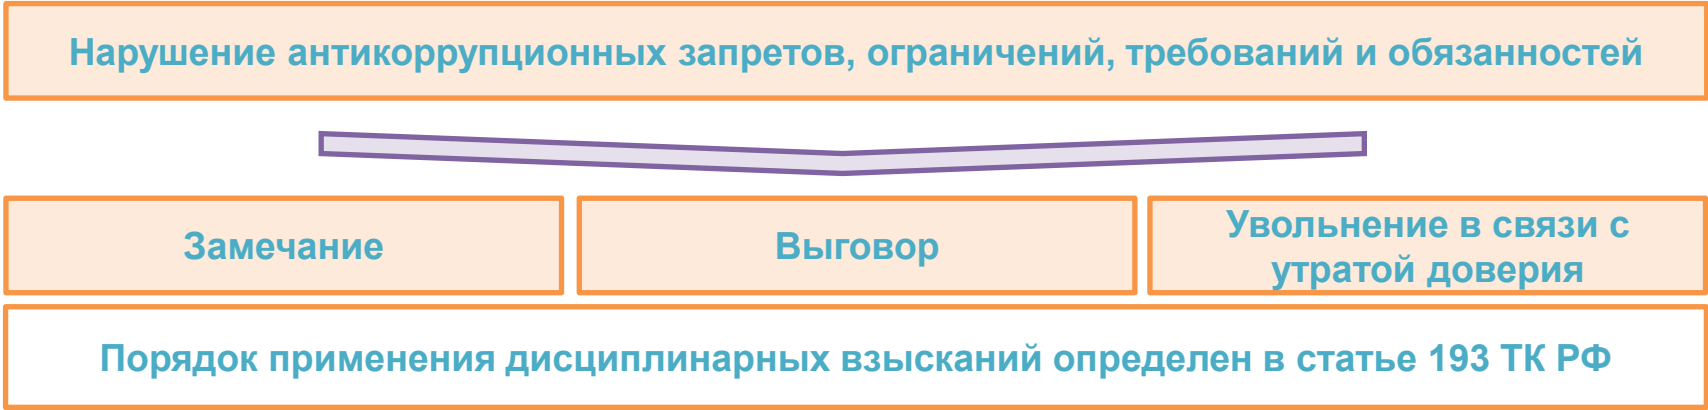 Нарушение антикоррупционных запретов, ограничений, требований и обязанностей
Замечание
Выговор
Увольнение в связи с
утратой доверия
Порядок применения дисциплинарных взысканий определен в статье 193 ТК РФ